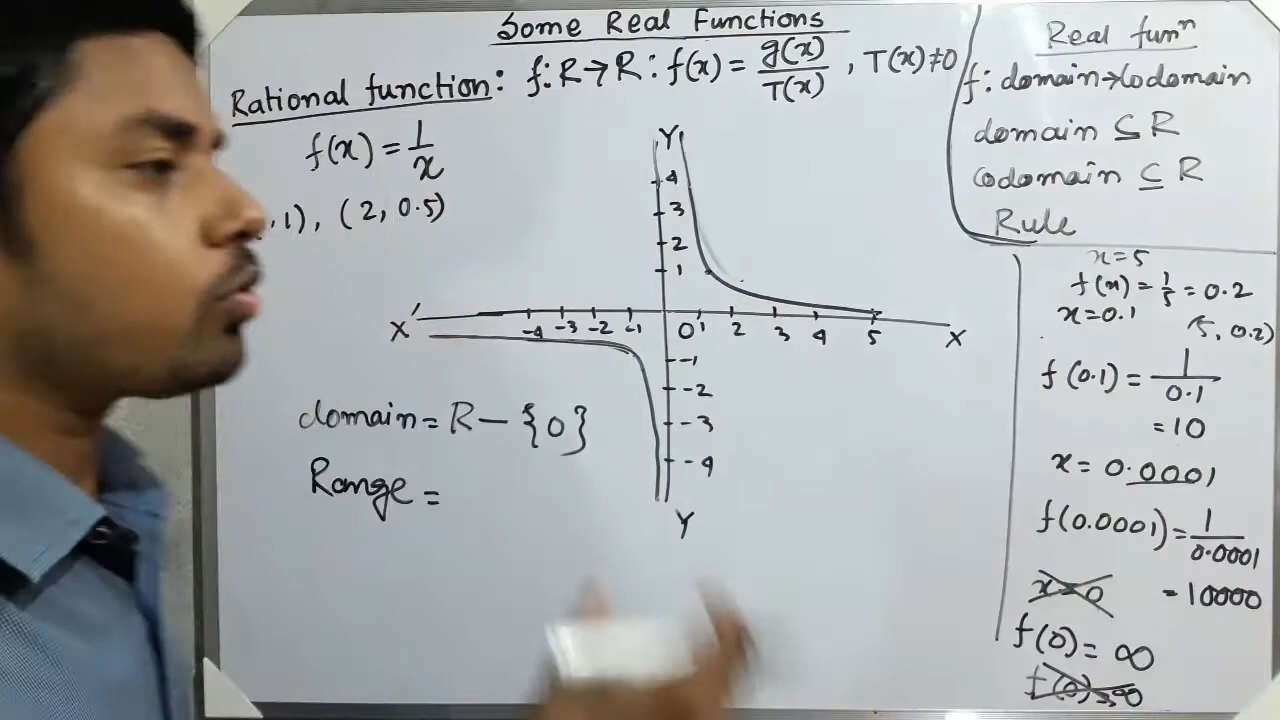 Some Real Functions
Rational function: f: R → R : f(x) = g(x)/T(x), T(x) ≠ 0
f(x) = 1/x
, 1), (2, 0.5)
Y
4
3
2
1
X' -4 -3 -2 -1 0 1 2 3 4 5 X
-1
-2
-3
-4
Y
domain = R - {0}
Range =
Real funⁿ
f: domain → Codomain
domain ⊆ R
Codomain ⊆ R
Rule
x = 5
f(x) = 1/5 = 0.2
x = 0.1
(5, 0.2)
f(0.1) = 1/0.1
= 10
x = 0.0001
f(0.0001) = 1/0.0001
= 10000
x = 0
f(0) = ∞